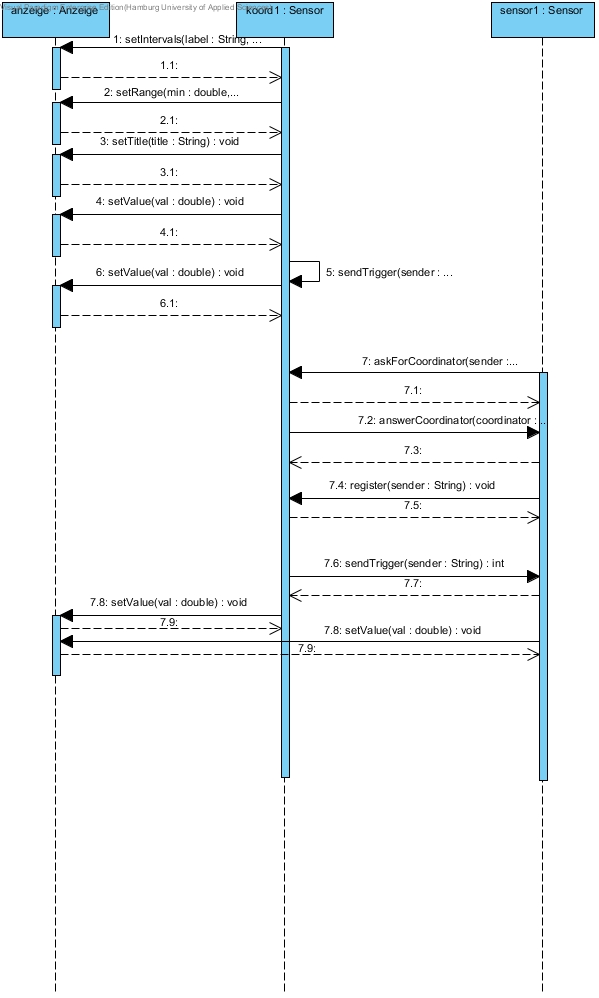 Edition(Hamburg University of Applied
anzeige : Anzeige
koord1 : Sensor
sensor1 : Sensor
1: setIntervals(label : String, ...
1.1:
2: setRange(min : double,...
2.1:
3: setTitle(title : String) : void
3.1:
4: setValue(val : double) : void
4.1:
5: sendTrigger(sender : ...
6: setValue(val : double) : void
6.1:
7: askForCoordinator(sender :...
7.1:
7.2: answerCoordinator(coordinator : ...
7.3:
7.4: register(sender : String) : void
7.5:
7.6: sendTrigger(sender : String) : int
7.7:
7.8: setValue(val : double) : void
7.9:
7.8: setValue(val : double) : void
7.9: